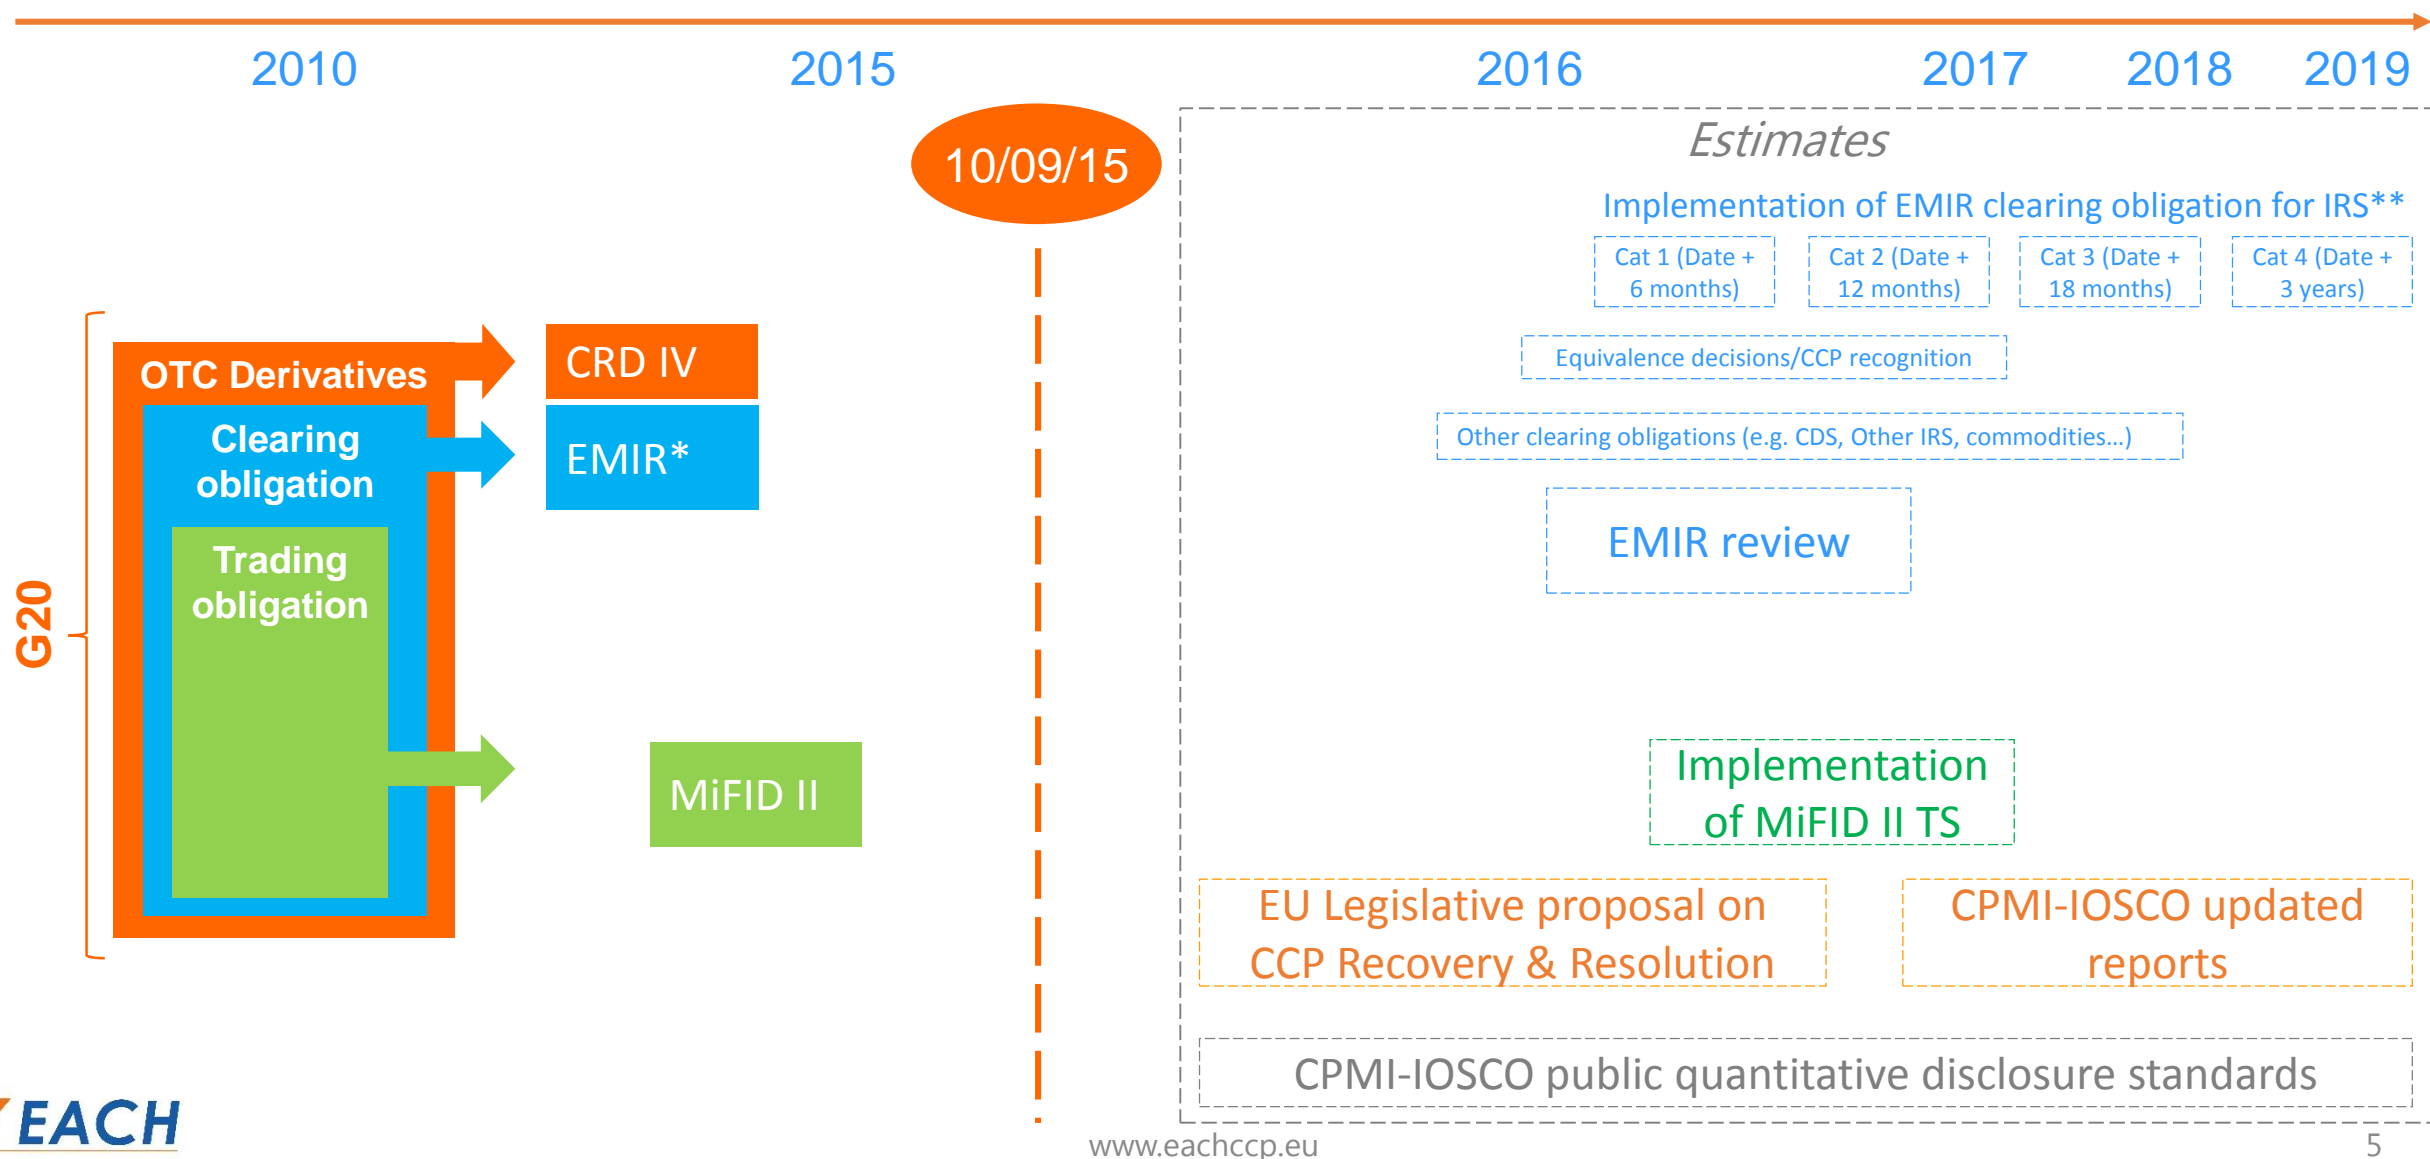 2010 2015 2016 2017 2018 2019
10/09/15
Estimates
Implementation of EMIR clearing obligation for IRS**
Cat 1 (Date +
6 months)
Cat 2 (Date +
12 months)
Cat 3 (Date +
18 months)
Cat 4 (Date +
3 years)
Equivalence decisions/CCP recognition
Other clearing obligations (e.g. CDS, Other IRS, commodities...)
EMIR review
G20
OTC Derivatives
Clearing
obligation
Trading
obligation
CRD IV
EMIR*
MiFID II
Implementation
of MiFID II TS
EU Legislative proposal on
CCP Recovery & Resolution
CPMI-IOSCO updated
reports
CPMI-IOSCO public quantitative disclosure standards
EACH
www.eachccp.eu
5